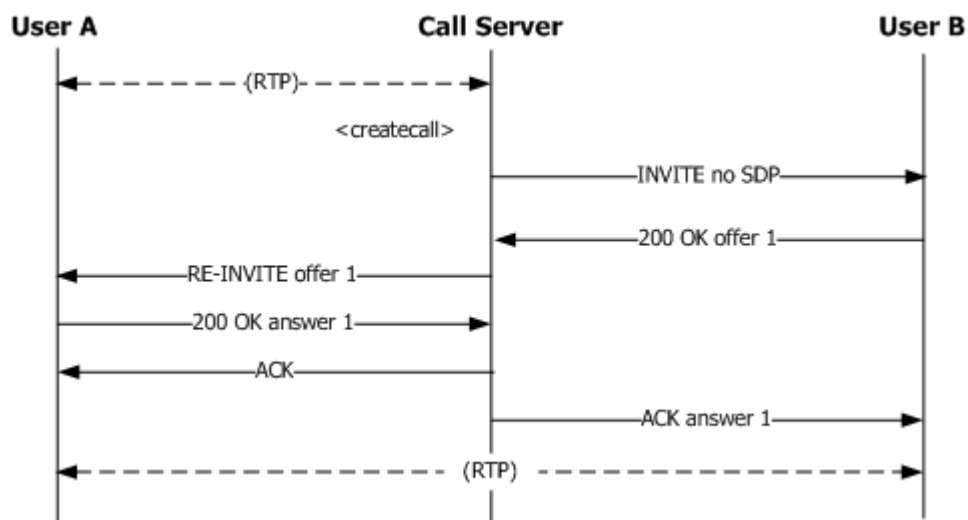 User A Call Server User B
(RTP)
<createcall>
INVITE no SDP
200 OK offer 1
RE-INVITE offer 1
200 OK answer 1
ACK
ACK answer 1
(RTP)